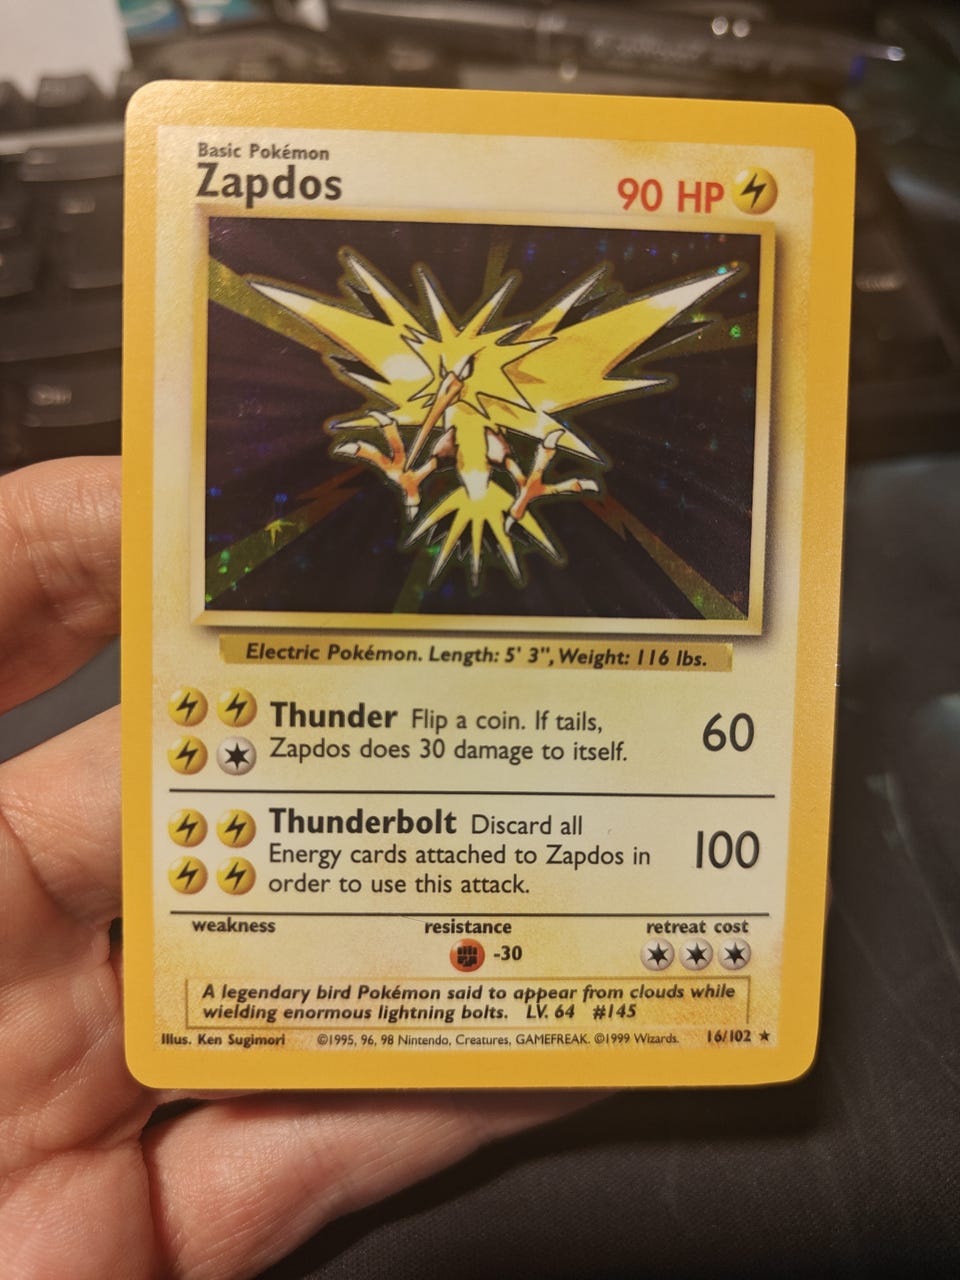 Basic Pokémon
Zapdos
90 HP
Electric Pokémon. Length: 5' 3", Weight: 116 lbs.
Thunder Flip a coin. If tails,
Zapdos does 30 damage to itself.
60
Thunderbolt Discard all
Energy cards attached to Zapdos in
order to use this attack.
100
weakness resistance retreat cost
-30
A legendary bird Pokémon said to appear from clouds while
wielding enormous lightning bolts. LV. 64 #145
Illus. Ken Sugimori ©1995, 96, 98 Nintendo, Creatures, GAMEFREAK. ©1999 Wizards. 16/102 ★